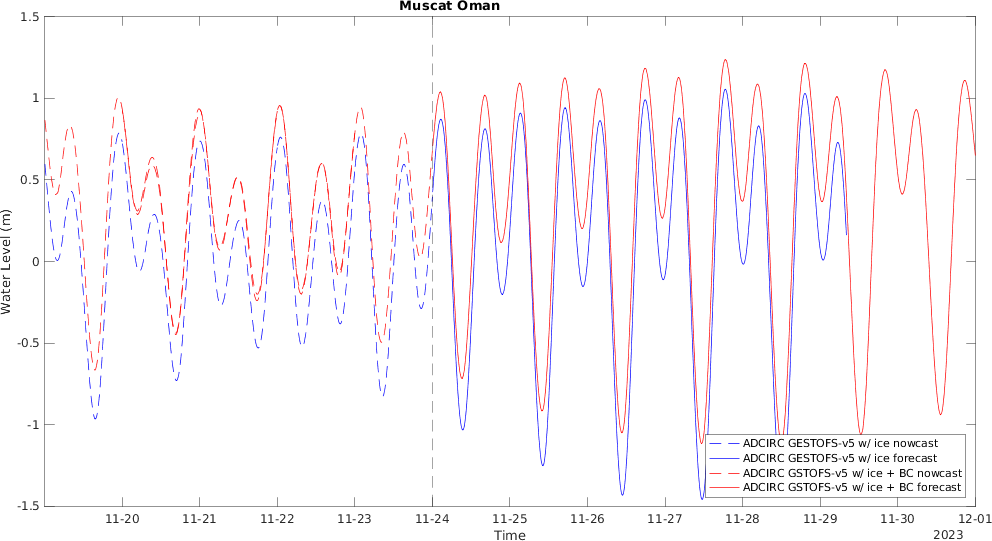 Muscat Oman
1.5
1
0.5
0
-0.5
-1
-1.5
Water Level (m)
ADCIRC GESTOFS-v5 w/ ice nowcast
ADCIRC GESTOFS-v5 w/ ice forecast
ADCIRC GSTOFS-v5 w/ ice + BC nowcast
ADCIRC GSTOFS-v5 w/ ice + BC forecast
11-20 11-21 11-22 11-23 11-24 11-25 11-26 11-27 11-28 11-29 11-30 12-01
Time
2023